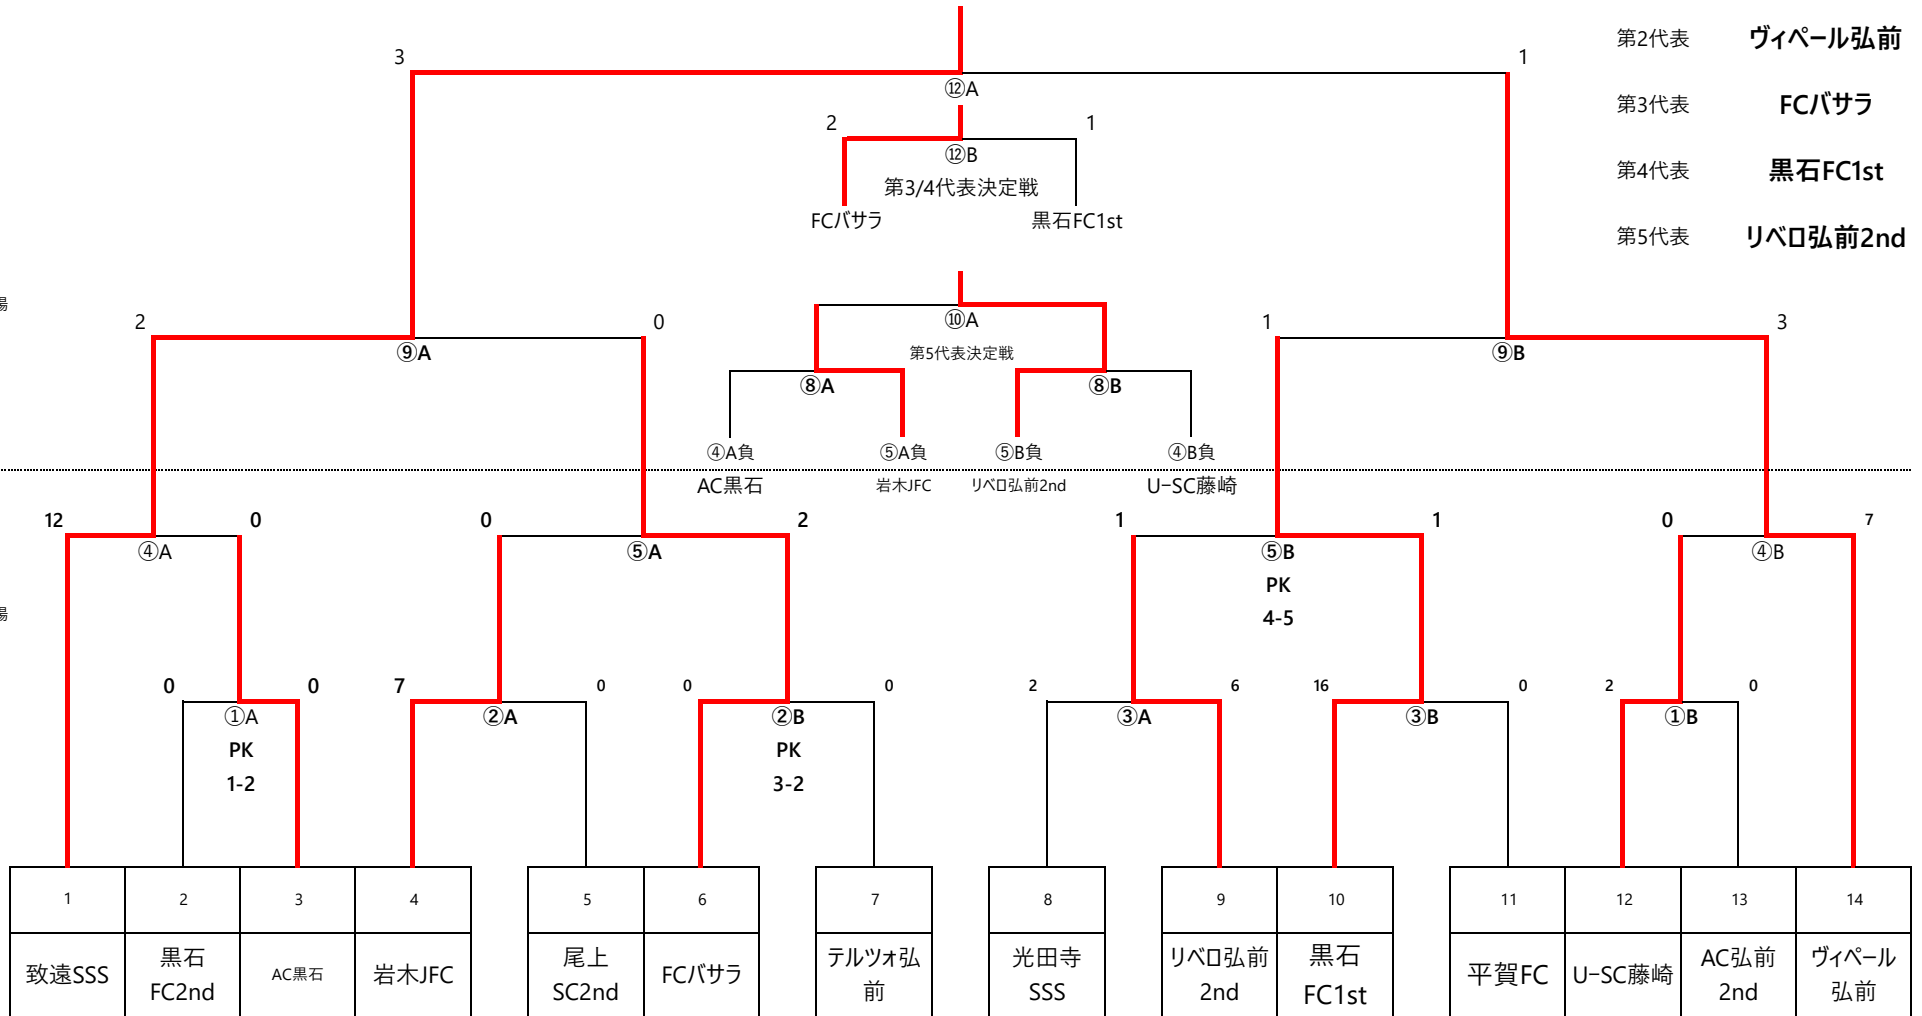 第2代表 ヴィペール弘前
3 1
⑫A
第3代表 FCバサラ
2 1
⑫B
第4代表 黒石FC1st
第3/4代表決定戦
FCバサラ 黒石FC1st
第5代表 リベロ弘前2nd
場
2 0 ⑩A 1 3
⑨A 第5代表決定戦 ⑨B
⑧A ⑧B
④A負 ⑤A負 ⑤B負 ④B負
AC黒石 岩木JFC リベロ弘前2nd U-SC藤崎
12 0 0 2 1 1 0 7
④A ⑤A ⑤B ④B
PK
4-5
場
0 0 7 0 0 0 2 6 16 0 2 0
①A ②A ②B ③A ③B ①B
PK PK
1-2 3-2
1 2 3 4 5 6 7 8 9 10 11 12 13 14
致遠SSS
黒石
FC2nd
AC黒石
岩木JFC
尾上
SC2nd
FCバサラ
テルツォ弘
前
光田寺
SSS
リベロ弘前
2nd
黒石
FC1st
平賀FC
U-SC藤崎
AC弘前
2nd
ヴィペール
弘前